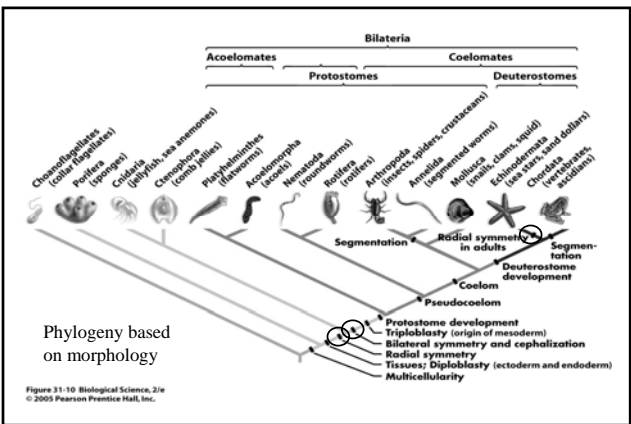 Bilateria
Acoelomates
Coelomates
Protostomes
Deuterostomes
Choanoflagellates
(collar flagellates)
Porifera
(sponges)
Cnidaria
(jellyfish, sea anemones)
Ctenophora
(comb jellies)
Platyhelminthes
(flatworms)
Acoelomorpha
(acoels)
Nematoda
(roundworms)
Rotifera
(rotifers)
Arthropoda
(insects, spiders, crustaceans)
Annelida
(segmented worms)
Mollusca
(snails, clams, squid)
Echinodermata
(sea stars, sand dollars)
Chordata
(vertebrates,
ascidians)
Segmentation
Radial symmetry
in adults
Segmen-
tation
Deuterostome
development
Coelom
Pseudocoelom
Protostome development
Triploblasty (origin of mesoderm)
Bilateral symmetry and cephalization
Radial symmetry
Tissues; Diploblasty (ectoderm and endoderm)
Multicellularity
Phylogeny based
on morphology
Figure 31-10 Biological Science, 2/e
© 2005 Pearson Prentice Hall, Inc.